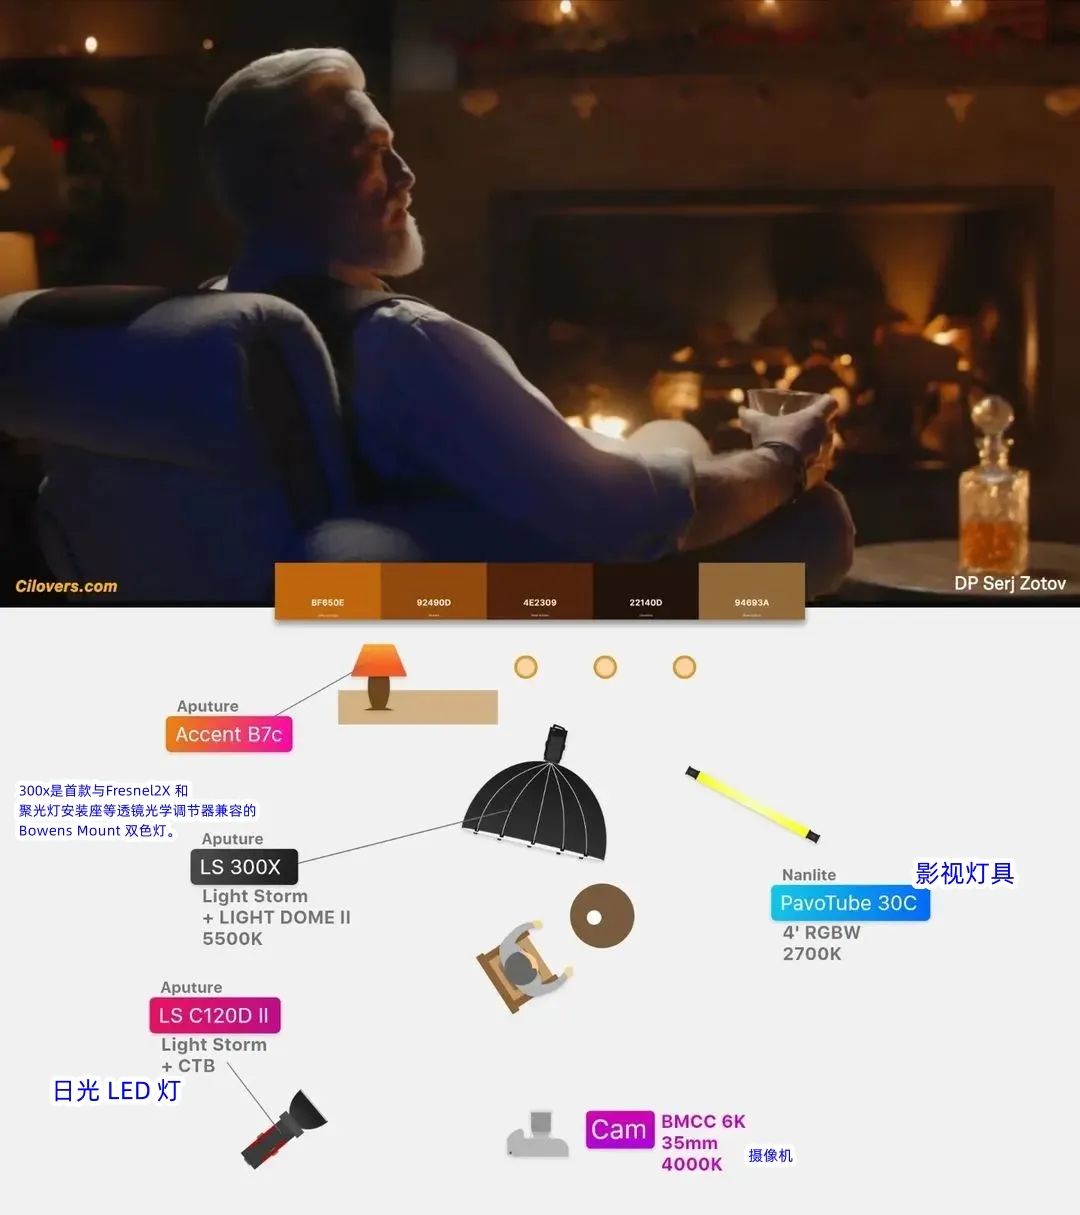 Cilovers.com
DP Serj Zotov
BF650E
92490D
4E2309
22140D
94693A
Aputure
Accent B7c
300x是首款与Fresnel2X 和
聚光灯安装座等透镜光学调节器兼容的
Bowens Mount 双色灯。
Aputure
LS 300X
Light Storm
+ LIGHT DOME II
5500K
影视灯具
Nanlite
PavoTube 30C
4' RGBW
2700K
Aputure
LS C120D II
Light Storm
+ CTB
日光 LED 灯
Cam
BMCC 6K
35mm
4000K
摄像机